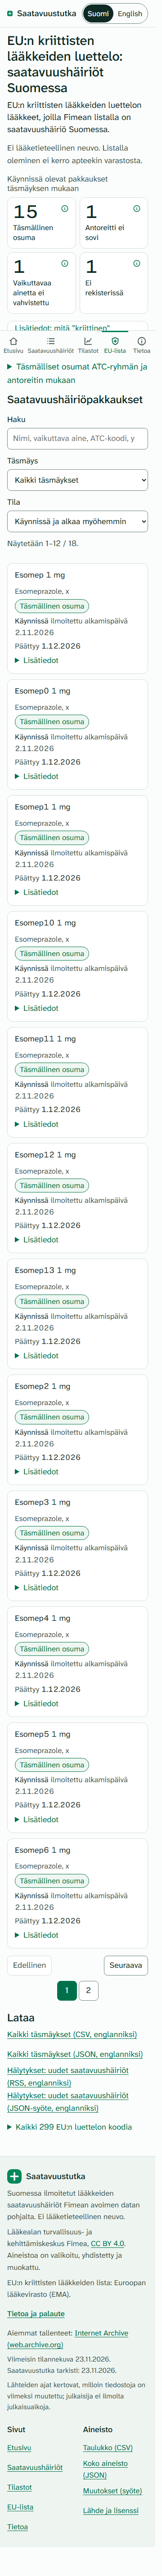 Saatavuustutka
Suomi
English
EU:n kriittisten
lääkkeiden luettelo:
saatavuushäiriöt
Suomessa
EU:n kriittisten lääkkeiden luettelon
lääkkeet, joilla Fimean listalla on
saatavuushäiriö Suomessa.
Ei lääketieteellinen neuvo. Listalla
oleminen ei kerro apteekin varastosta.
Käynnissä olevat pakkaukset
täsmäyksen mukaan
15
Täsmällinen
osuma
1
Antoreitti ei
sovi
1
Vaikuttavaa
ainetta ei
vahvistettu
1
Ei
rekisterissä
Lisätiedot: mitä "kriittinen"
Etusivu
Saatavuushäiriöt
Tilastot
EU-lista
Tietoa
Täsmälliset osumat ATC-ryhmän ja
antoreitin mukaan
Saatavuushäiriöpakkaukset
Haku
Nimi, vaikuttava aine, ATC-koodi, y
Täsmäys
Kaikki täsmäykset
Tila
Käynnissä ja alkaa myöhemmin
Näytetään 1–12 / 18.
Esomep 1 mg
Esomeprazole, x
Täsmällinen osuma
Käynnissä ilmoitettu alkamispäivä
2.11.2026
Päättyy 1.12.2026
Lisätiedot
Esomep0 1 mg
Esomeprazole, x
Täsmällinen osuma
Käynnissä ilmoitettu alkamispäivä
2.11.2026
Päättyy 1.12.2026
Lisätiedot
Esomep1 1 mg
Esomeprazole, x
Täsmällinen osuma
Käynnissä ilmoitettu alkamispäivä
2.11.2026
Päättyy 1.12.2026
Lisätiedot
Esomep10 1 mg
Esomeprazole, x
Täsmällinen osuma
Käynnissä ilmoitettu alkamispäivä
2.11.2026
Päättyy 1.12.2026
Lisätiedot
Esomep11 1 mg
Esomeprazole, x
Täsmällinen osuma
Käynnissä ilmoitettu alkamispäivä
2.11.2026
Päättyy 1.12.2026
Lisätiedot
Esomep12 1 mg
Esomeprazole, x
Täsmällinen osuma
Käynnissä ilmoitettu alkamispäivä
2.11.2026
Päättyy 1.12.2026
Lisätiedot
Esomep13 1 mg
Esomeprazole, x
Täsmällinen osuma
Käynnissä ilmoitettu alkamispäivä
2.11.2026
Päättyy 1.12.2026
Lisätiedot
Esomep2 1 mg
Esomeprazole, x
Täsmällinen osuma
Käynnissä ilmoitettu alkamispäivä
2.11.2026
Päättyy 1.12.2026
Lisätiedot
Esomep3 1 mg
Esomeprazole, x
Täsmällinen osuma
Käynnissä ilmoitettu alkamispäivä
2.11.2026
Päättyy 1.12.2026
Lisätiedot
Esomep4 1 mg
Esomeprazole, x
Täsmällinen osuma
Käynnissä ilmoitettu alkamispäivä
2.11.2026
Päättyy 1.12.2026
Lisätiedot
Esomep5 1 mg
Esomeprazole, x
Täsmällinen osuma
Käynnissä ilmoitettu alkamispäivä
2.11.2026
Päättyy 1.12.2026
Lisätiedot
Esomep6 1 mg
Esomeprazole, x
Täsmällinen osuma
Käynnissä ilmoitettu alkamispäivä
2.11.2026
Päättyy 1.12.2026
Lisätiedot
Edellinen
Seuraava
1
2
Lataa
Kaikki täsmäykset (CSV, englanniksi)
Kaikki täsmäykset (JSON, englanniksi)
Hälytykset: uudet saatavuushäiriöt
(RSS, englanniksi)
Hälytykset: uudet saatavuushäiriöt
(JSON-syöte, englanniksi)
Kaikki 299 EU:n luettelon koodia
Saatavuustutka
Suomessa ilmoitetut lääkkeiden
saatavuushäiriöt Fimean avoimen datan
pohjalta. Ei lääketieteellinen neuvo.
Lääkealan turvallisuus- ja
kehittämiskeskus Fimea, CC BY 4.0.
Aineistoa on valikoitu, yhdistetty ja
muokattu.
EU:n kriittisten lääkkeiden lista: Euroopan
lääkevirasto (EMA).
Tietoa ja palaute
Aiemmat tallenteet: Internet Archive
(web.archive.org)
Viimeisin tilannekuva 23.11.2026.
Saatavuustutka tarkisti: 23.11.2026.
Lähteiden ajat kertovat, milloin tiedostoja on
viimeksi muutettu; julkaisija ei ilmoita
julkaisuaikoja.
Sivut
Etusivu
Saatavuushäiriöt
Tilastot
EU-lista
Tietoa
Aineisto
Taulukko (CSV)
Koko aineisto
(JSON)
Muutokset (syöte)
Lähde ja lisenssi